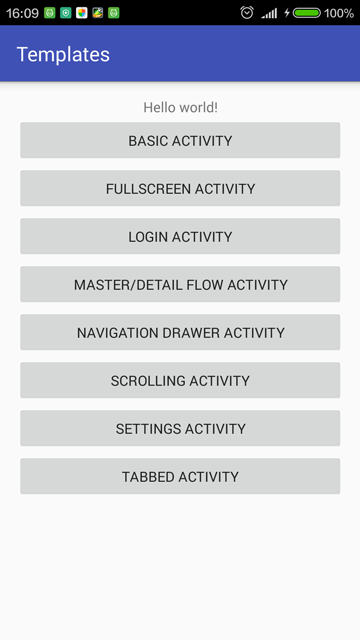 16:09 100%
Templates
Hello world!
BASIC ACTIVITY
FULLSCREEN ACTIVITY
LOGIN ACTIVITY
MASTER/DETAIL FLOW ACTIVITY
NAVIGATION DRAWER ACTIVITY
SCROLLING ACTIVITY
SETTINGS ACTIVITY
TABBED ACTIVITY